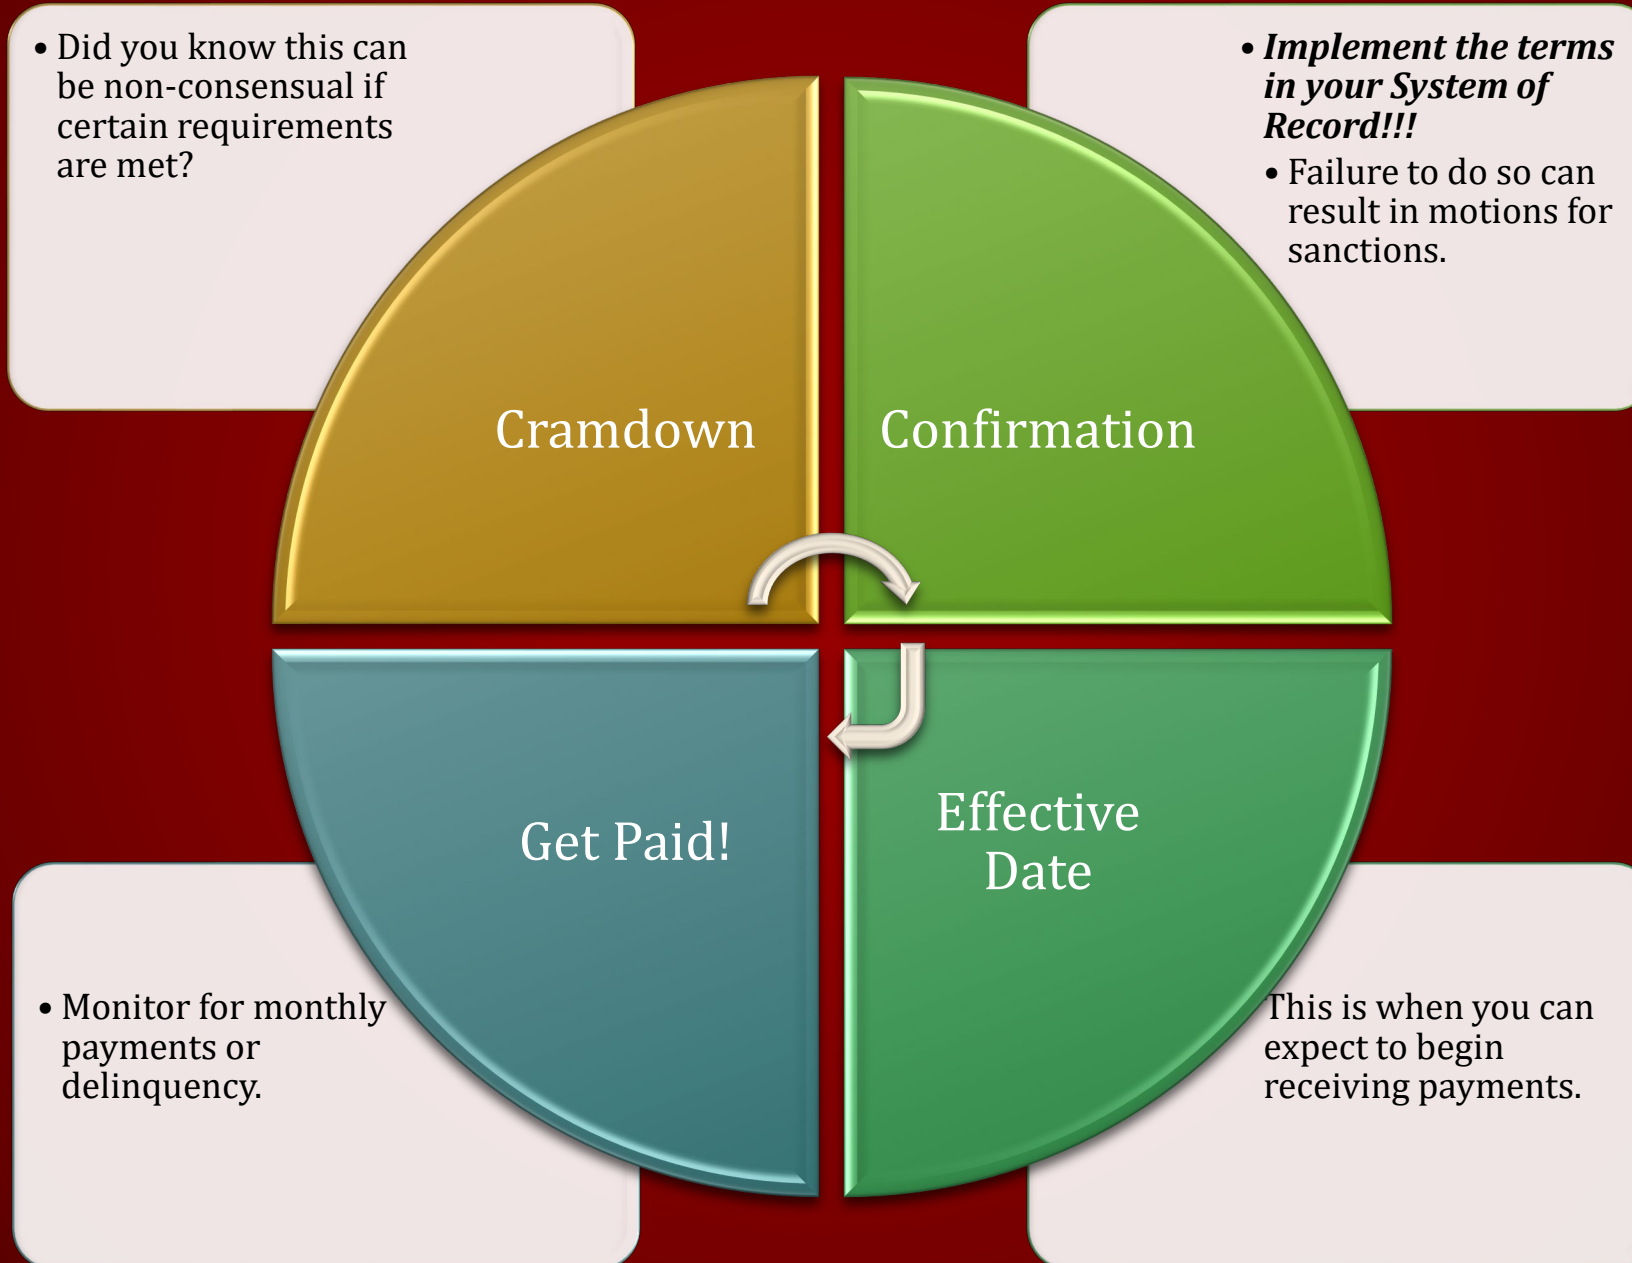 • Did you know this can
be non-consensual if
certain requirements
are met?
• Implement the terms
in your System of
Record!!!
• Failure to do so can
result in motions for
sanctions.
Cramdown
Confirmation
Effective
Date
Get Paid!
• Monitor for monthly
payments or
delinquency.
This is when you can
expect to begin
receiving payments.